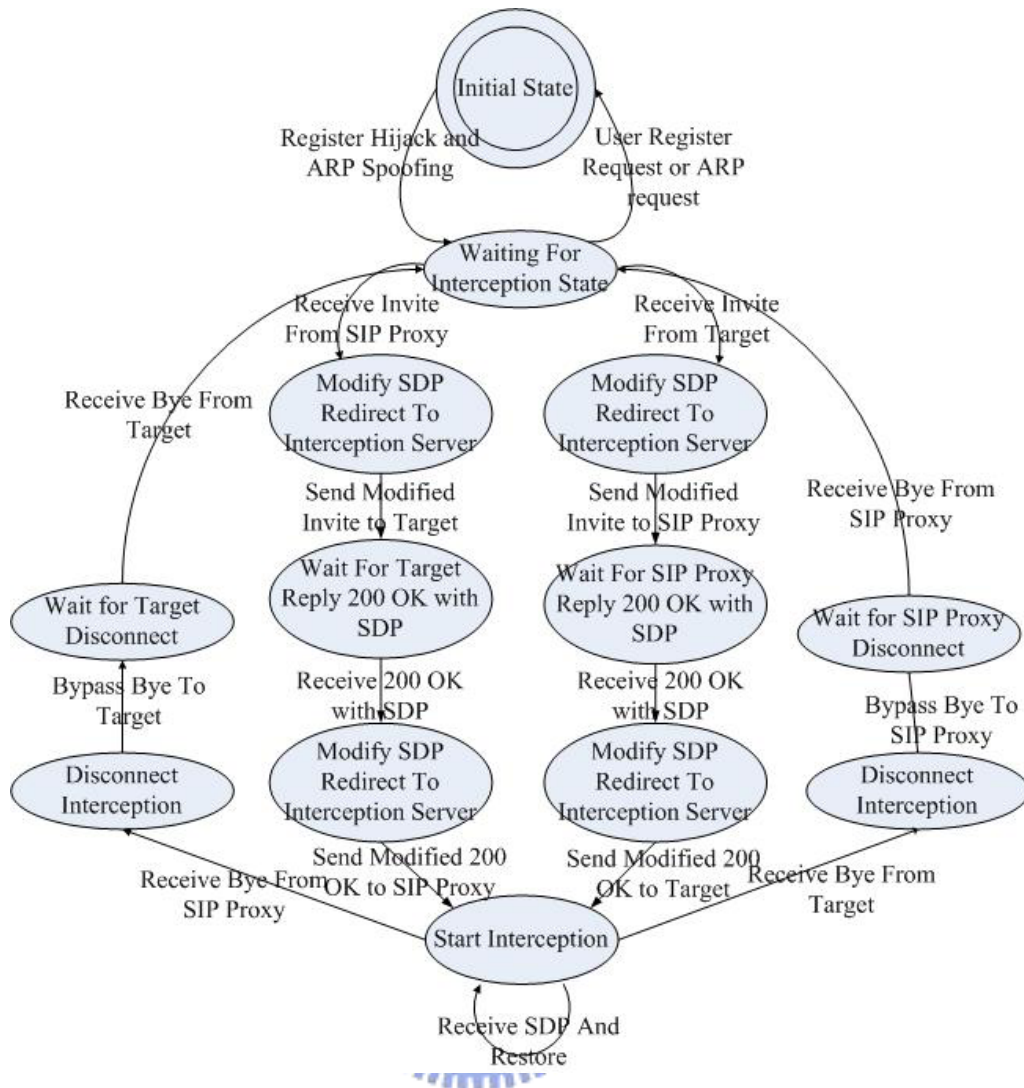 Initial State
Register Hijack and
ARP Spoofing
User Register
Request or ARP
request
Waiting For
Interception State
Receive Invite
From SIP Proxy
Receive Invite
From Target
Modify SDP
Redirect To
Interception Server
Modify SDP
Redirect To
Interception Server
Receive Bye From
Target
Send Modified
Invite to Target
Send Modified
Invite to SIP Proxy
Receive Bye From
SIP Proxy
Wait For Target
Reply 200 OK with
SDP
Wait For SIP Proxy
Reply 200 OK with
SDP
Wait for Target
Disconnect
Wait for SIP Proxy
Disconnect
Bypass Bye To
Target
Receive 200 OK
with SDP
Receive 200 OK
with SDP
Bypass Bye To
SIP Proxy
Disconnect
Interception
Modify SDP
Redirect To
Interception Server
Modify SDP
Redirect To
Interception Server
Disconnect
Interception
Receive Bye From
SIP Proxy
Send Modified 200
OK to SIP Proxy
Send Modified 200
OK to Target
Receive Bye From
Target
Start Interception
Receive SDP And
Restore